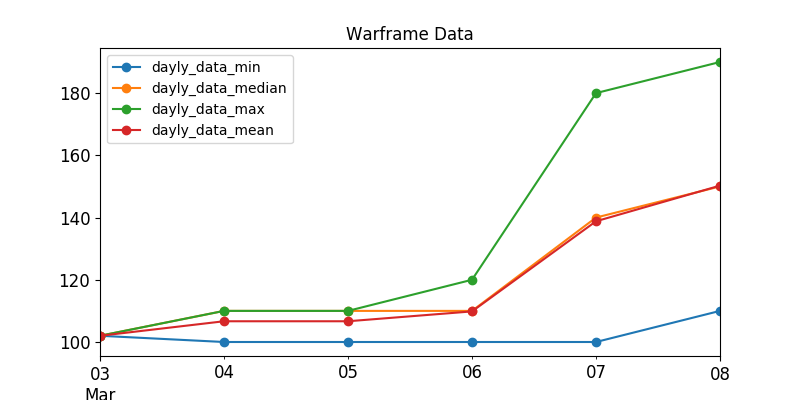 Warframe Data
dayly_data_min
dayly_data_median
dayly_data_max
dayly_data_mean
180
160
140
120
100
03 04 05 06 07 08
Mar